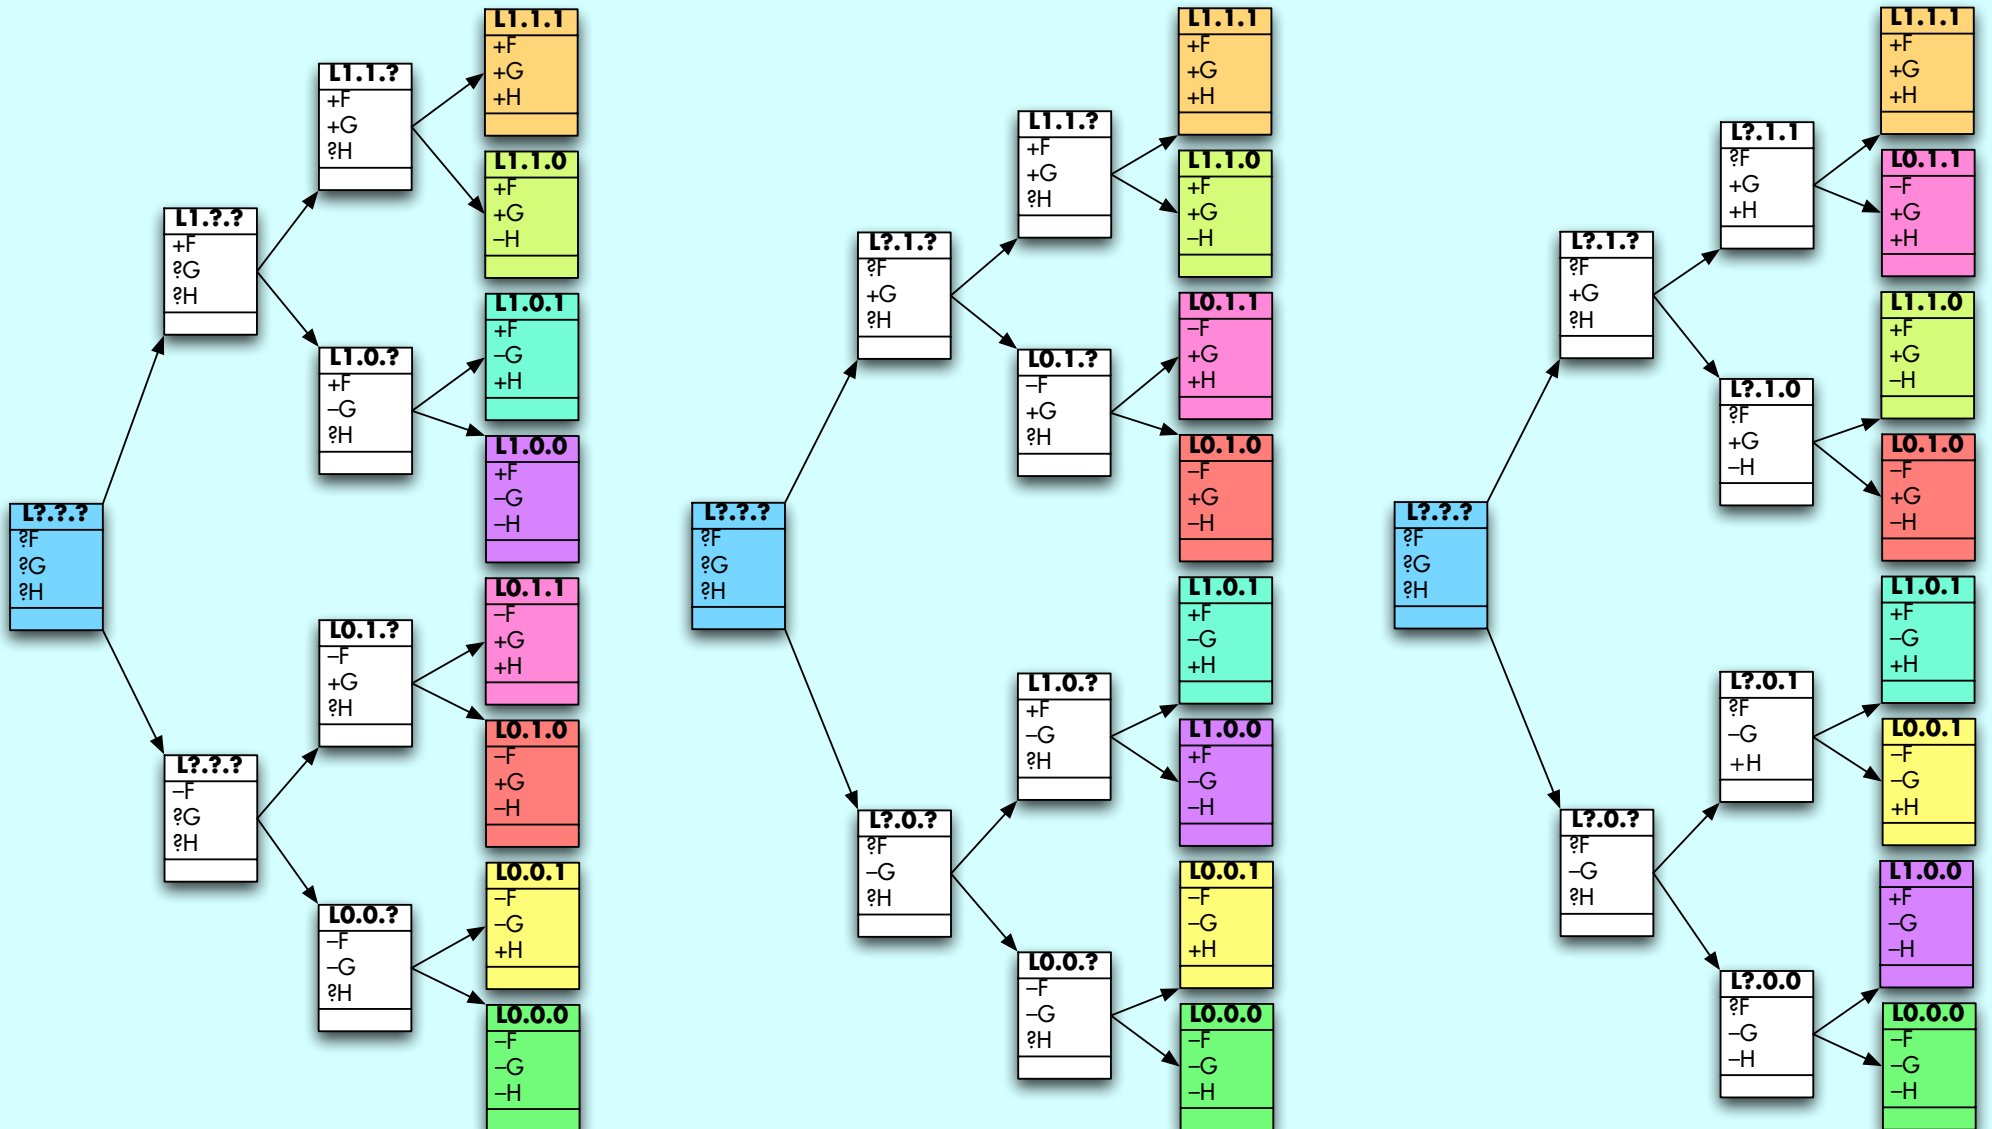 L?.?.?
?F
?G
?H
L1.?.?
+F
?G
?H
L?.?.?
–F
?G
?H
L1.1.?
+F
+G
?H
L1.0.?
+F
–G
?H
L0.1.?
–F
+G
?H
L0.0.?
–F
–G
?H
L1.1.1
+F
+G
+H
L1.1.0
+F
+G
–H
L1.0.1
+F
–G
+H
L1.0.0
+F
–G
–H
L0.1.1
–F
+G
+H
L0.1.0
–F
+G
–H
L0.0.1
–F
–G
+H
L0.0.0
–F
–G
–H
L?.?.?
?F
?G
?H
L?.1.?
?F
+G
?H
L?.0.?
?F
–G
?H
L1.1.?
+F
+G
?H
L0.1.?
–F
+G
?H
L1.0.?
+F
–G
?H
L0.0.?
–F
–G
?H
L1.1.1
+F
+G
+H
L1.1.0
+F
+G
–H
L0.1.1
–F
+G
+H
L0.1.0
–F
+G
–H
L1.0.1
+F
–G
+H
L1.0.0
+F
–G
–H
L0.0.1
–F
–G
+H
L0.0.0
–F
–G
–H
L?.?.?
?F
?G
?H
L?.1.?
?F
+G
?H
L?.0.?
?F
–G
?H
L?.1.1
?F
+G
+H
L?.1.0
?F
+G
–H
L?.0.1
?F
–G
+H
L?.0.0
?F
–G
–H
L1.1.1
+F
+G
+H
L0.1.1
–F
+G
+H
L1.1.0
+F
+G
–H
L0.1.0
–F
+G
–H
L1.0.1
+F
–G
+H
L0.0.1
–F
–G
+H
L1.0.0
+F
–G
–H
L0.0.0
–F
–G
–H